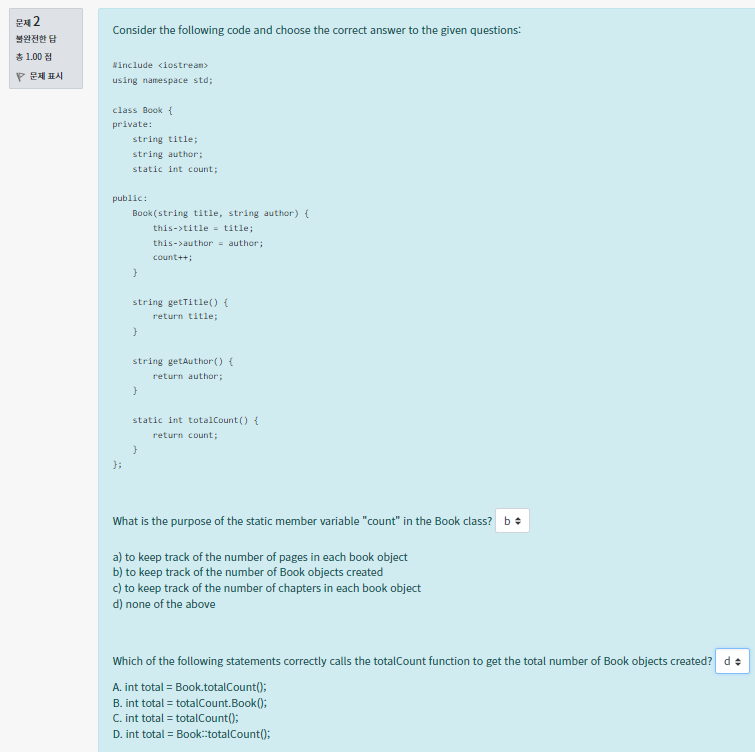 문제 2
불완전한 답
총 1.00 점
문제 표시
Consider the following code and choose the correct answer to the given questions:
#include <iostream>
using namespace std;
class Book {
private:
string title;
string author;
static int count;
public:
Book(string title, string author) {
this->title = title;
this->author = author;
count++;
}
string getTitle() {
return title;
}
string getAuthor() {
return author;
}
static int totalCount() {
return count;
}
};
What is the purpose of the static member variable "count" in the Book class? b
a) to keep track of the number of pages in each book object
b) to keep track of the number of Book objects created
c) to keep track of the number of chapters in each book object
d) none of the above
Which of the following statements correctly calls the totalCount function to get the total number of Book objects created? d
A. int total = Book.totalCount();
B. int total = totalCount.Book();
C. int total = totalCount();
D. int total = Book::totalCount();